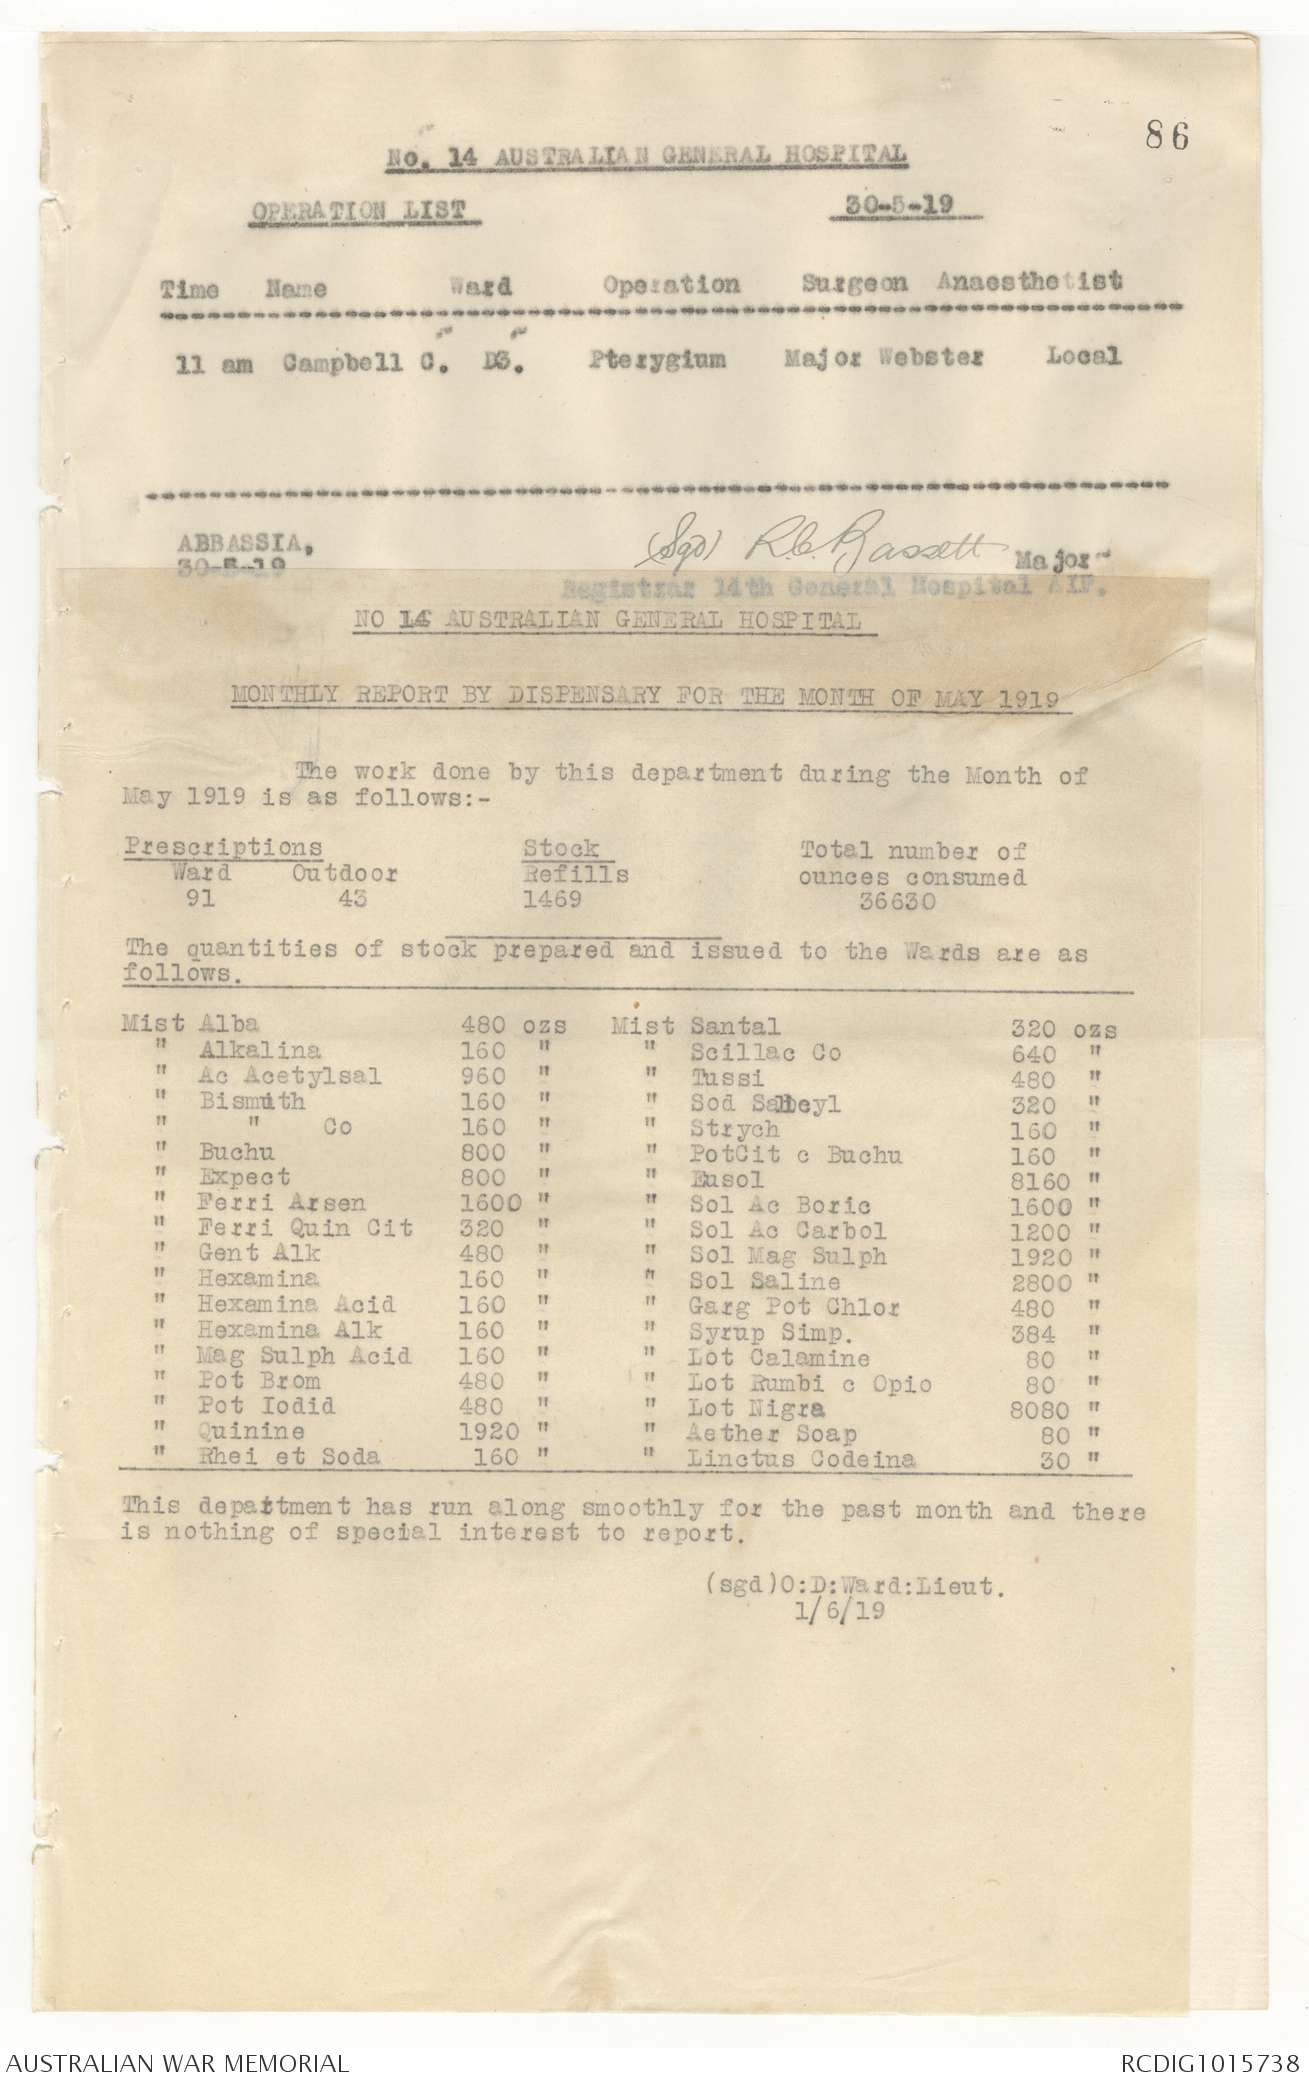 86
No. 14 AUSTRALIAN GENERAL HOSPITAL
OPERATION LIST 30-5-19
Time Name Ward Operation Surgeon Anaesthetist
11 am Campbell C. D3. Pterygium Major Webster Local
ABBASSIA, (Sgd) R.C. Bassett Major
30-5-19
Registrar 14th General Hospital AIF.
NO 14 AUSTRALIAN GENERAL HOSPITAL
MONTHLY REPORT BY DISPENSARY FOR THE MONTH OF MAY 1919
The work done by this department during the Month of
May 1919 is as follows:-
Prescriptions Stock Total number of
Ward Outdoor Refills ounces consumed
91 43 1469 36630
The quantities of stock prepared and issued to the Wards are as
follows.
Mist Alba 480 ozs Mist Santal 320 ozs
" Alkalina 160 " " Scillac Co 640 "
" Ac Acetylsal 960 " " Tussi 480 "
" Bismuth 160 " " Sod 320 "
" " Co 160 " " Strych 160 "
" Buchu 800 " " PotCit c Buchu 160 "
" Expect 800 " " Eusol 8160 "
" Ferri Arsen 1600 " " Sol Ac Boric 1600 "
" Ferri Quin Cit 320 " " Sol Ac Carbol 1200 "
" Gent Alk 480 " " Sol Mag Sulph 1920 "
" Hexamina 160 " " Sol Saline 2800 "
" Hexamina Acid 160 " " Garg Pot Chlor 480 "
" Hexamina Alk 160 " " Syrup Simp. 384 "
" Mag Sulph Acid 160 " " Lot Calamine 80 "
" Pot Brom 480 " " Lot Rumbi c Opio 80 "
" Pot Iodid 480 " " Lot Nigra 8080 "
" Quinine 1920 " " Aether Soap 80 "
" Rhei et Soda 160 " " Linctus Codeina 30 "
This department has run along smoothly for the past month and there
is nothing of special interest to report.
(sgd)O:D:Ward:Lieut.
1/6/19
AUSTRALIAN WAR MEMORIAL RCDIG1015738